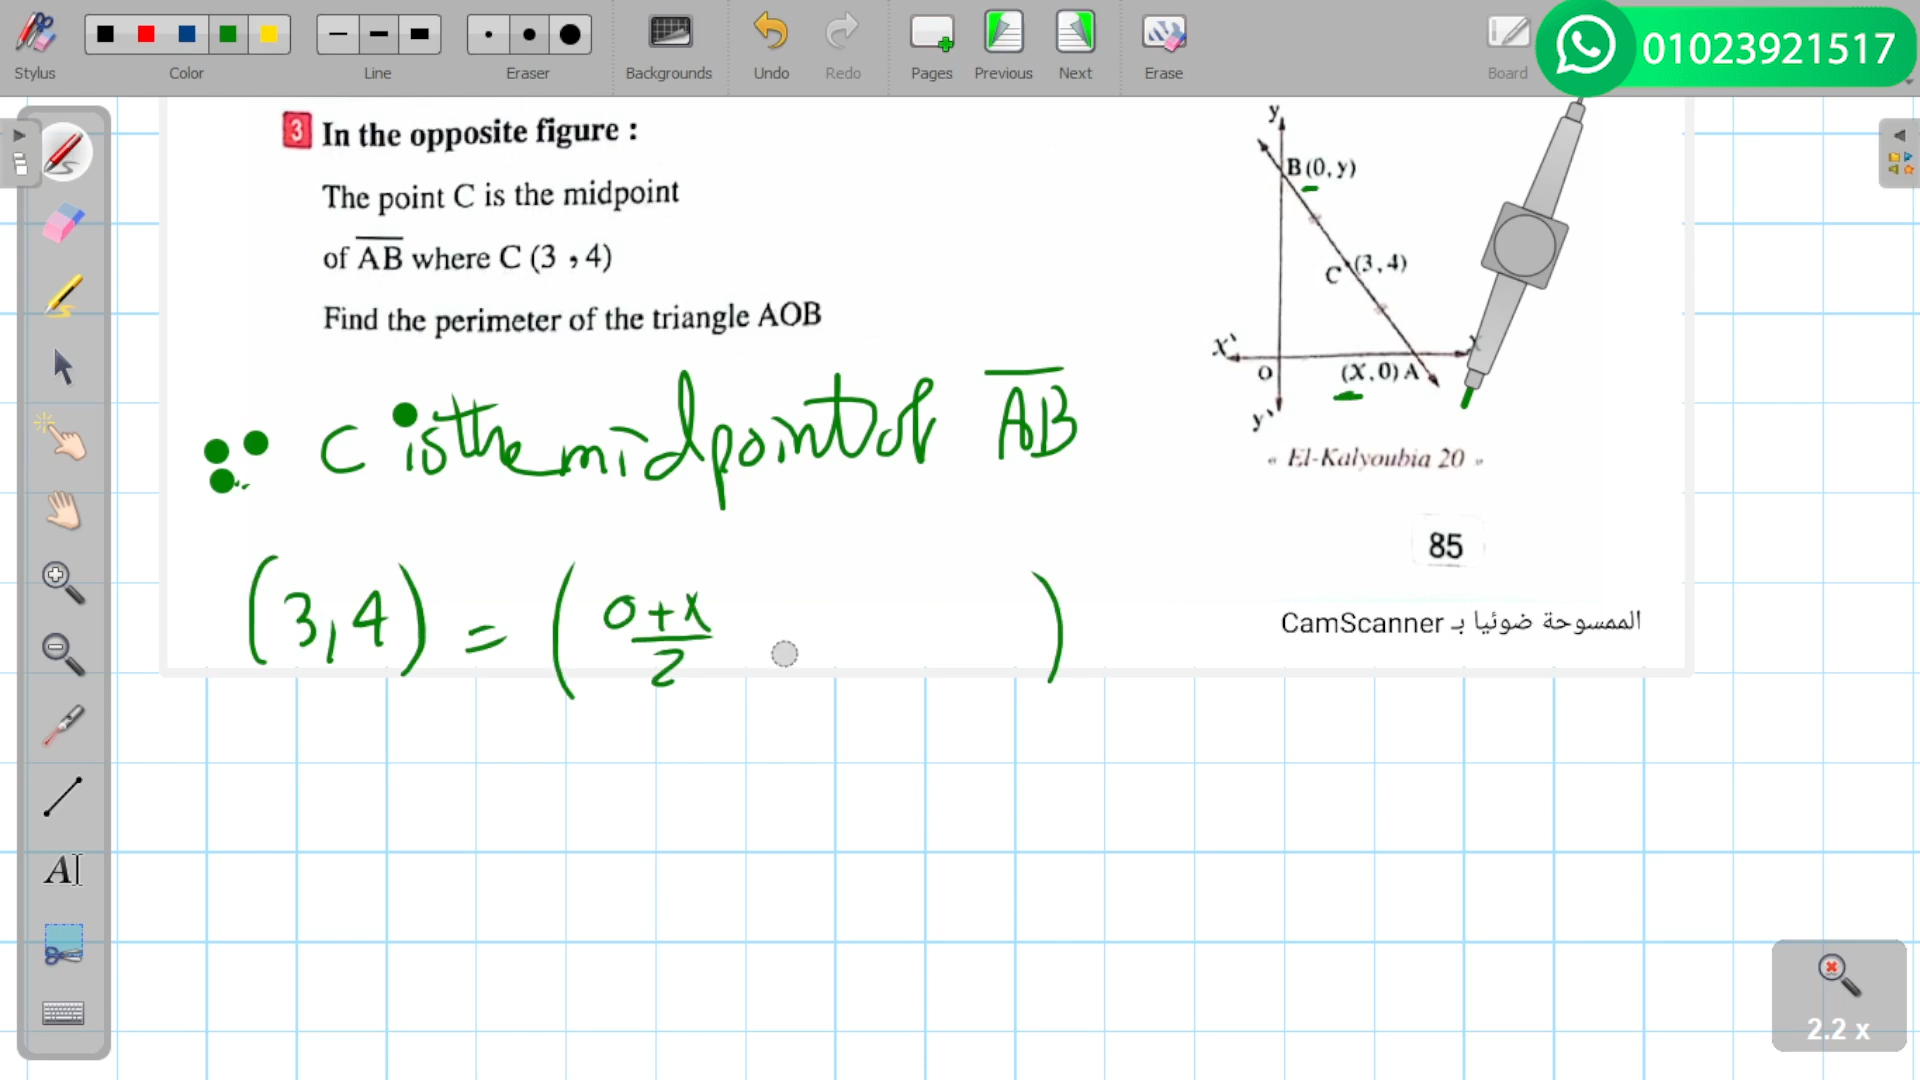 Stylus Color Line Eraser Backgrounds Undo Redo Pages Previous Next Erase Board
01023921517
3 In the opposite figure :
The point C is the midpoint
of AB where C (3 , 4)
Find the perimeter of the triangle AOB
y
B (0, y)
C (3, 4)
x` O (X, 0) A x
y`
« El-Kalyoubia 20 »
85
الممسوحة ضوئيا بـ CamScanner
∵ C is the midpoint of AB
(3, 4) = ( 0+x
2 )
A
2.2 x